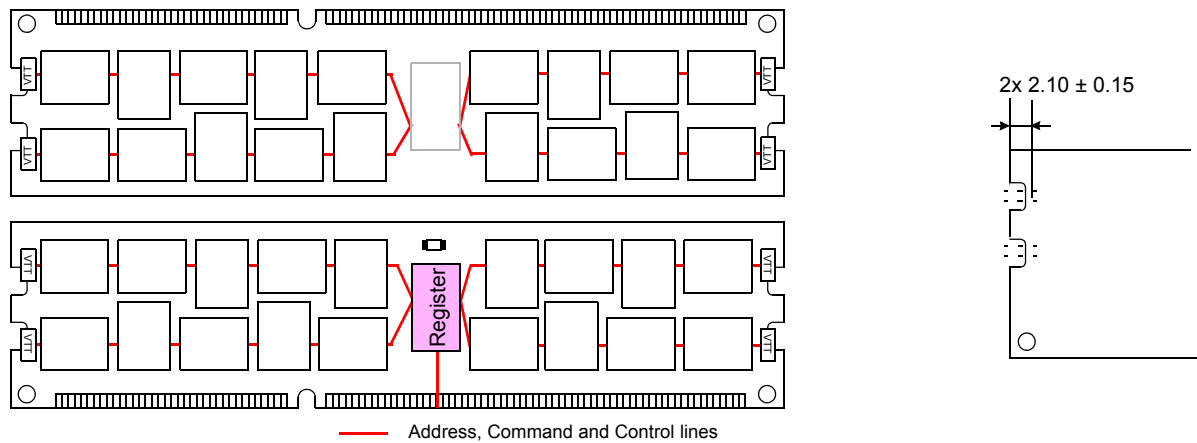 VTT
VTT
VTT
VTT
2x 2.10 ± 0.15
VTT
VTT
Register
VTT
VTT
Address, Command and Control lines